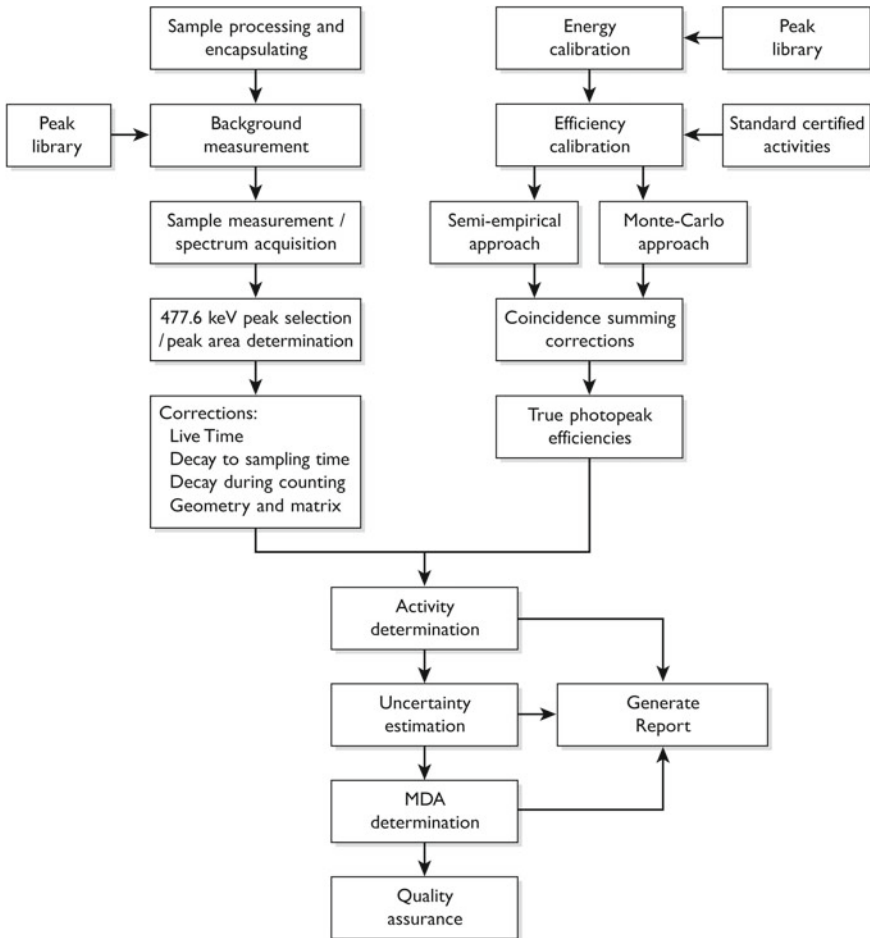 Sample processing and
encapsulating
Energy
calibration
Peak
library
Peak
library
Background
measurement
Efficiency
calibration
Standard certified
activities
Sample measurement /
spectrum acquisition
Semi-empirical
approach
Monte-Carlo
approach
477.6 keV peak selection
/peak area determination
Coincidence summing
corrections
Corrections:
Live Time
Decay to sampling time
Decay during counting
Geometry and matrix
True photopeak
efficiencies
Activity
determination
Uncertainty
estimation
Generate
Report
MDA
determination
Quality
assurance